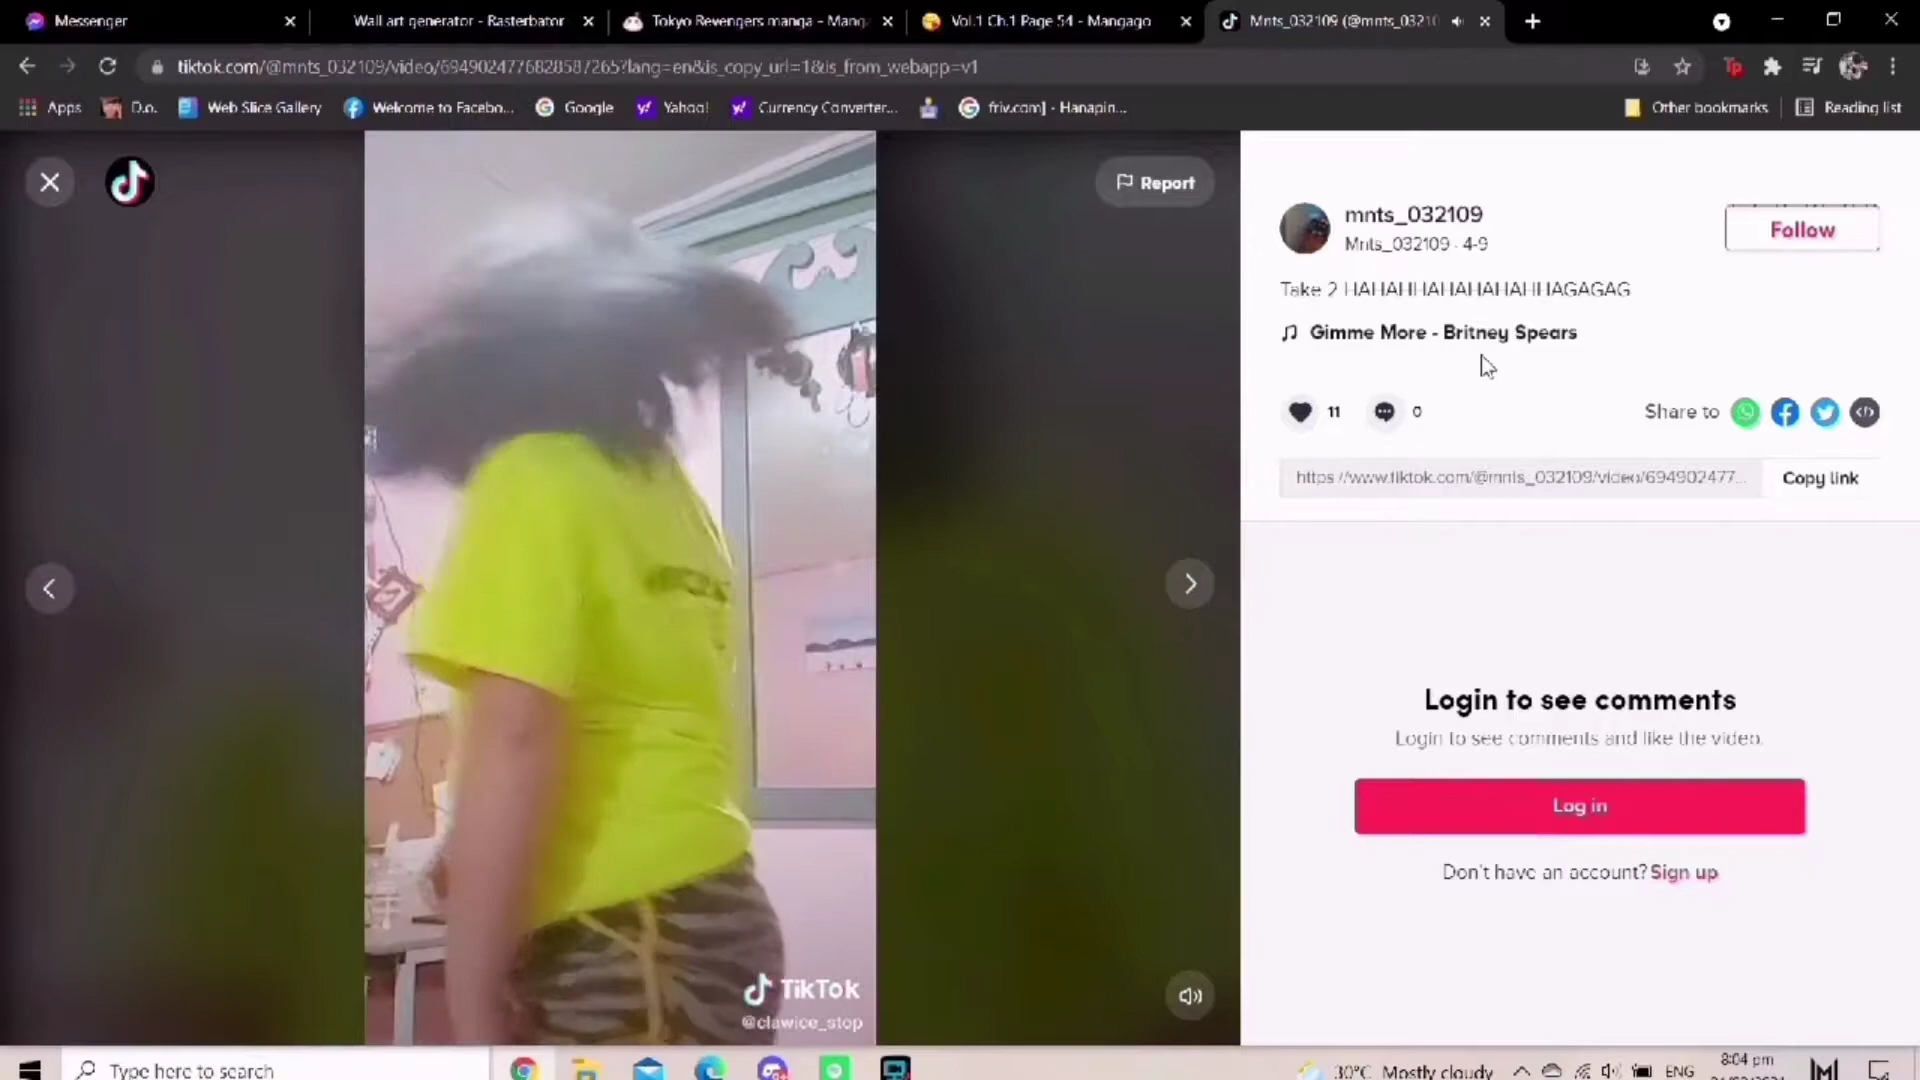 Messenger
Wall art generator - Rasterbator
Tokyo Revengers manga - Mang
Vol.1 Ch.1 Page 54 - Mangago
Mnts_032109 (@mnts_03210
tiktok.com/@mnts_032109/video/6949024776828587265?lang=en&is_copy_url=1&is_from_webapp=v1
Apps
D.o.
Web Slice Gallery
Welcome to Facebo...
Google
Yahoo!
Currency Converter...
friv.com] - Hanapin...
Other bookmarks
Reading list
Report
mnts_032109
Mnts_032109 · 4-9
Follow
Take 2 HAHAHHAHAHAHAHHAGAGAG
Gimme More - Britney Spears
11
0
Share to
https://www.tiktok.com/@mnts_032109/video/694902477...
Copy link
Login to see comments
Login to see comments and like the video.
Log in
Don't have an account? Sign up
TikTok
@clawice_stop
Type here to search
30°C Mostly cloudy
ENG
8:04 pm